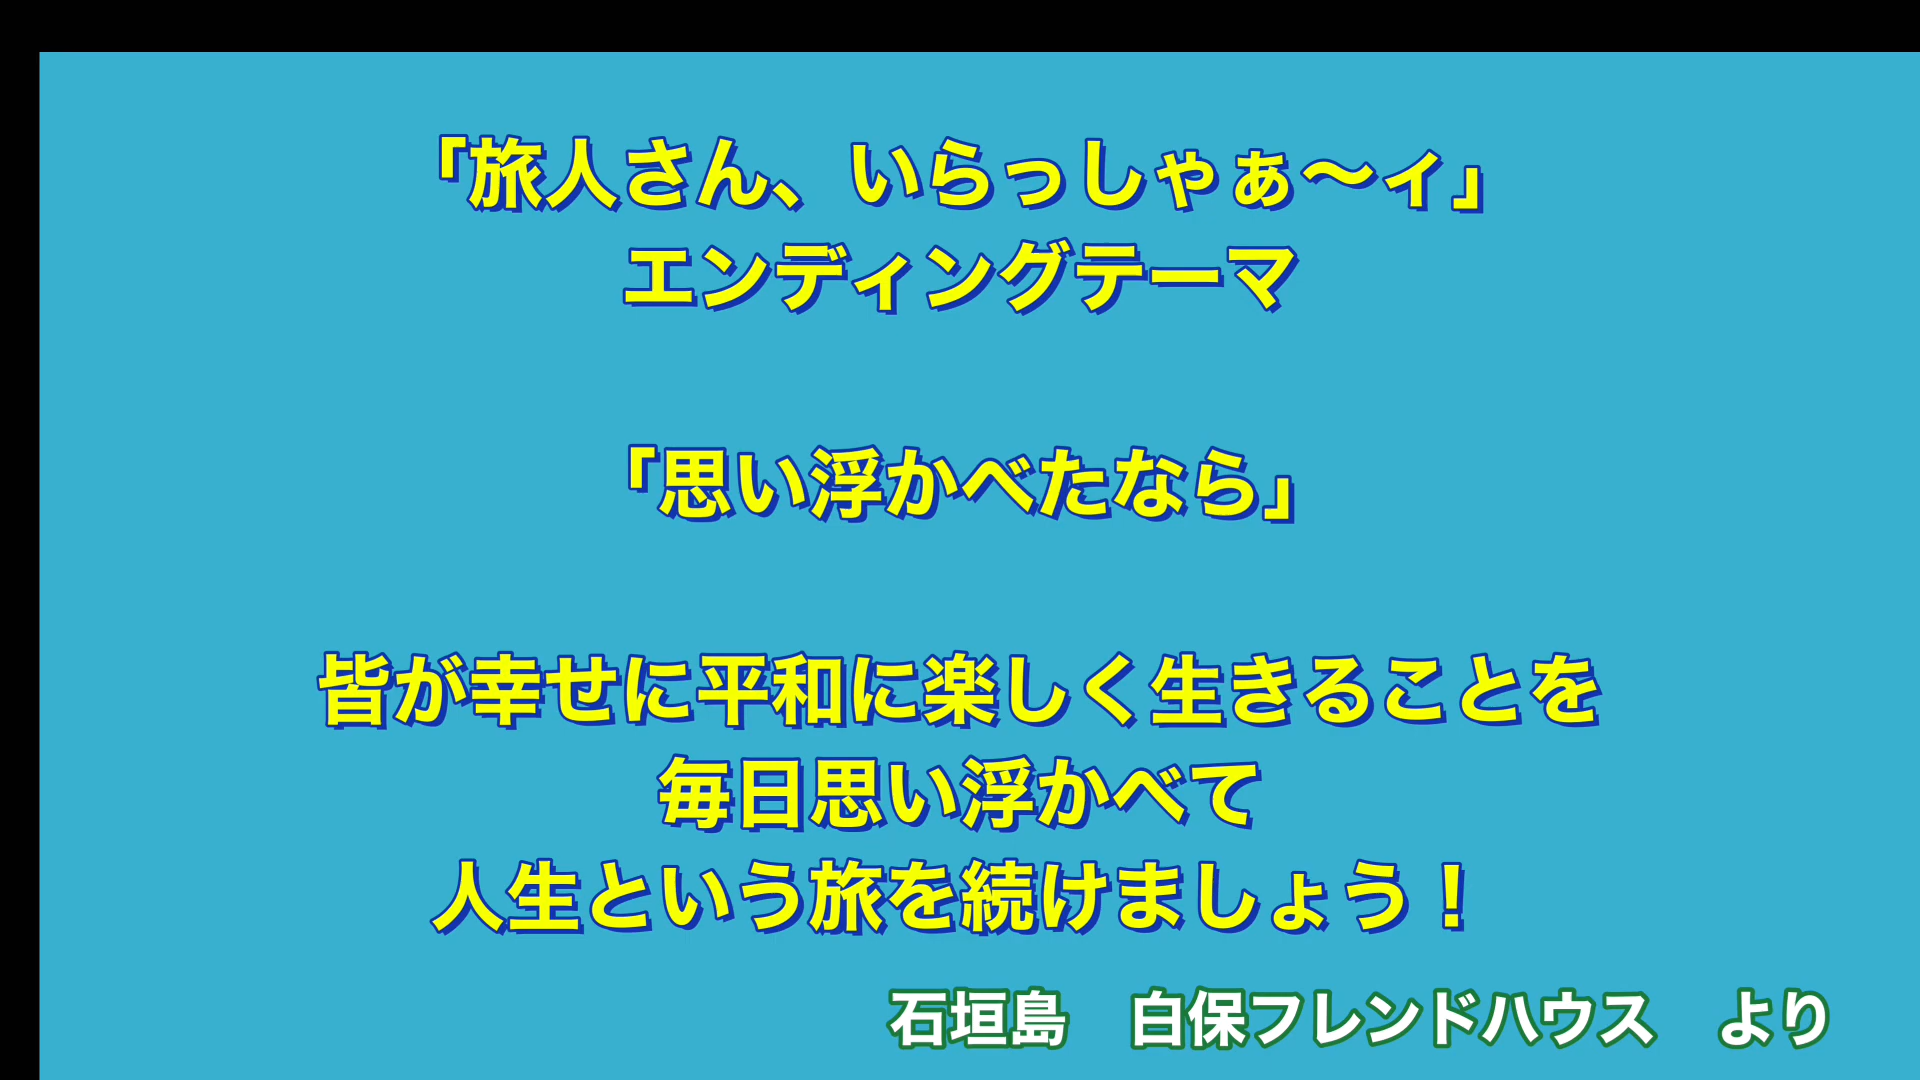 「旅人さん、いらっしゃぁ～ィ」
エンディングテーマ
「思い浮かべたなら」
皆が幸せに平和に楽しく生きることを
毎日思い浮かべて
人生という旅を続けましょう！
石垣島　白保フレンドハウス　より